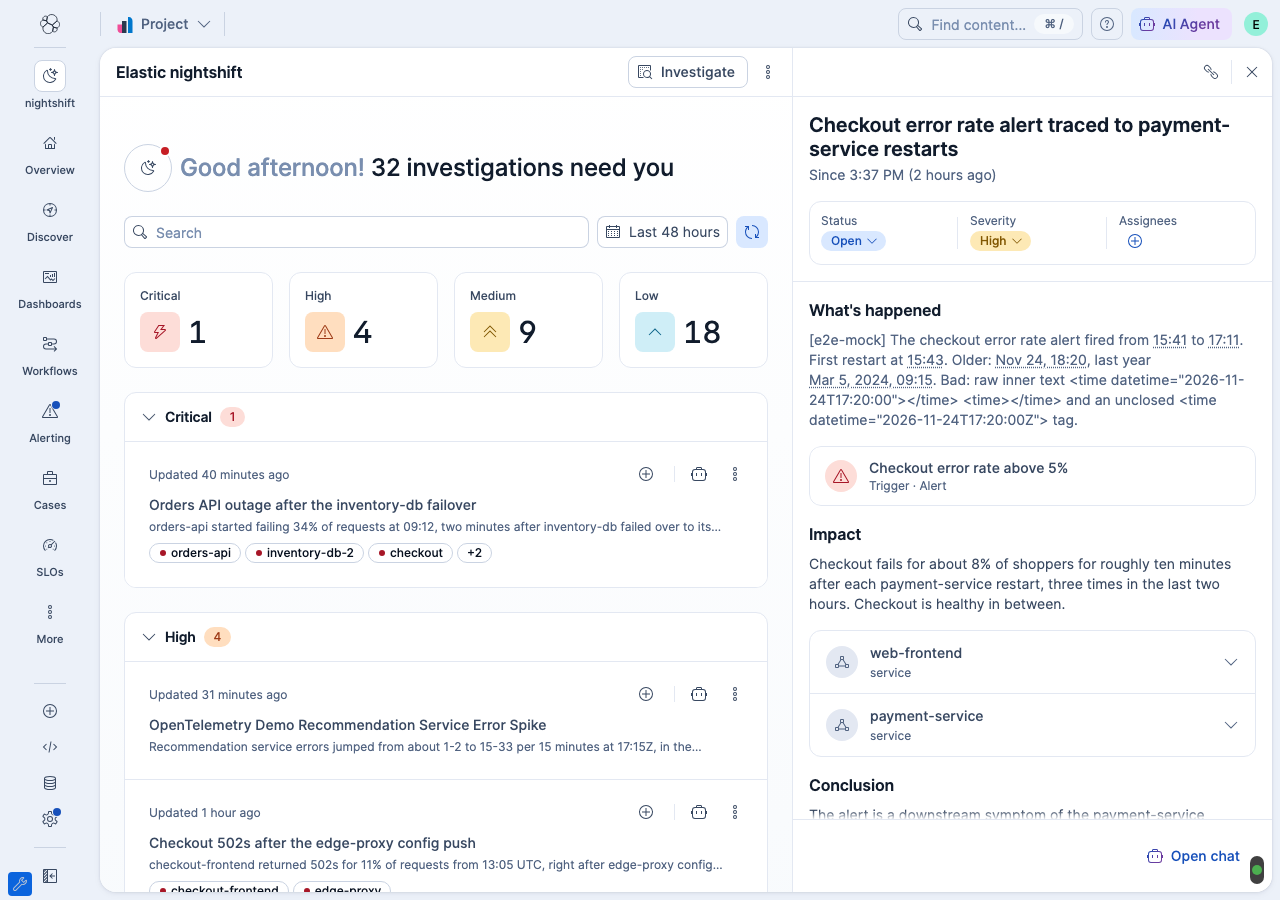 Project
Find content...
⌘ /
AI Agent
E
nightshift
Overview
Discover
Dashboards
Workflows
Alerting
Cases
SLOs
More
Elastic nightshift
Investigate
Good afternoon! 32 investigations need you
Search
Last 48 hours
Critical
1
High
4
Medium
9
Low
18
Critical 1
Updated 40 minutes ago
Orders API outage after the inventory-db failover
orders-api started failing 34% of requests at 09:12, two minutes after inventory-db failed over to its...
orders-api
inventory-db-2
checkout
+2
High 4
Updated 31 minutes ago
OpenTelemetry Demo Recommendation Service Error Spike
Recommendation service errors jumped from about 1-2 to 15-33 per 15 minutes at 17:15Z, in the...
Updated 1 hour ago
Checkout 502s after the edge-proxy config push
checkout-frontend returned 502s for 11% of requests from 13:05 UTC, right after edge-proxy config...
checkout-frontend
edge-proxy
Checkout error rate alert traced to payment-
service restarts
Since 3:37 PM (2 hours ago)
Status
Open
Severity
High
Assignees
What's happened
[e2e-mock] The checkout error rate alert fired from 15:41 to 17:11.
First restart at 15:43. Older: Nov 24, 18:20, last year
Mar 5, 2024, 09:15. Bad: raw inner text <time datetime="2026-11-
24T17:20:00"></time> <time></time> and an unclosed <time
datetime="2026-11-24T17:20:00Z"> tag.
Checkout error rate above 5%
Trigger · Alert
Impact
Checkout fails for about 8% of shoppers for roughly ten minutes
after each payment-service restart, three times in the last two
hours. Checkout is healthy in between.
web-frontend
service
payment-service
service
Conclusion
The alert is a downstream symptom of the payment-service
Open chat